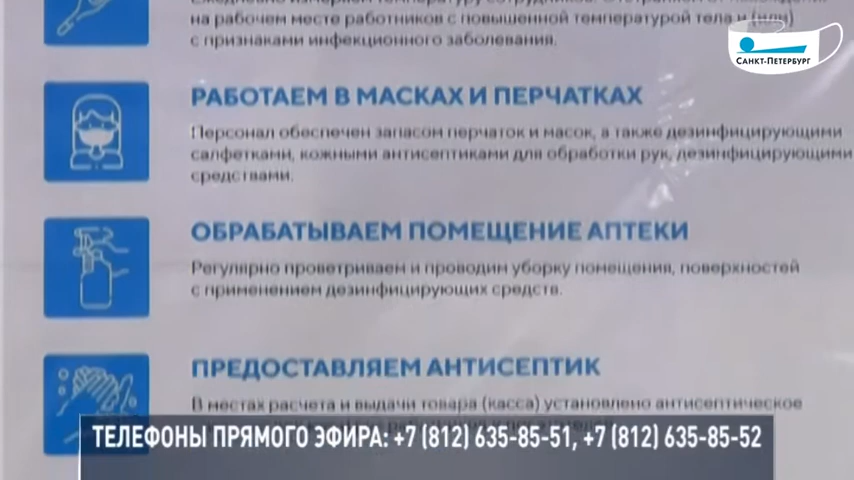 на рабочем месте работников с повышенной температурой тела и (или)
с признаками инфекционного заболевания.
Санкт-Петербург
РАБОТАЕМ В МАСКАХ И ПЕРЧАТКАХ
Персонал обеспечен запасом перчаток и масок, а также дезинфицирующими
салфетками, кожными антисептиками для обработки рук, дезинфицирующими
средствами.
ОБРАБАТЫВАЕМ ПОМЕЩЕНИЕ АПТЕКИ
Регулярно проветриваем и проводим уборку помещения, поверхностей
с применением дезинфицирующих средств.
ПРЕДОСТАВЛЯЕМ АНТИСЕПТИК
В местах расчета и выдачи товара (касса) установлено антисептическое
ТЕЛЕФОНЫ ПРЯМОГО ЭФИРА: +7 (812) 635-85-51, +7 (812) 635-85-52